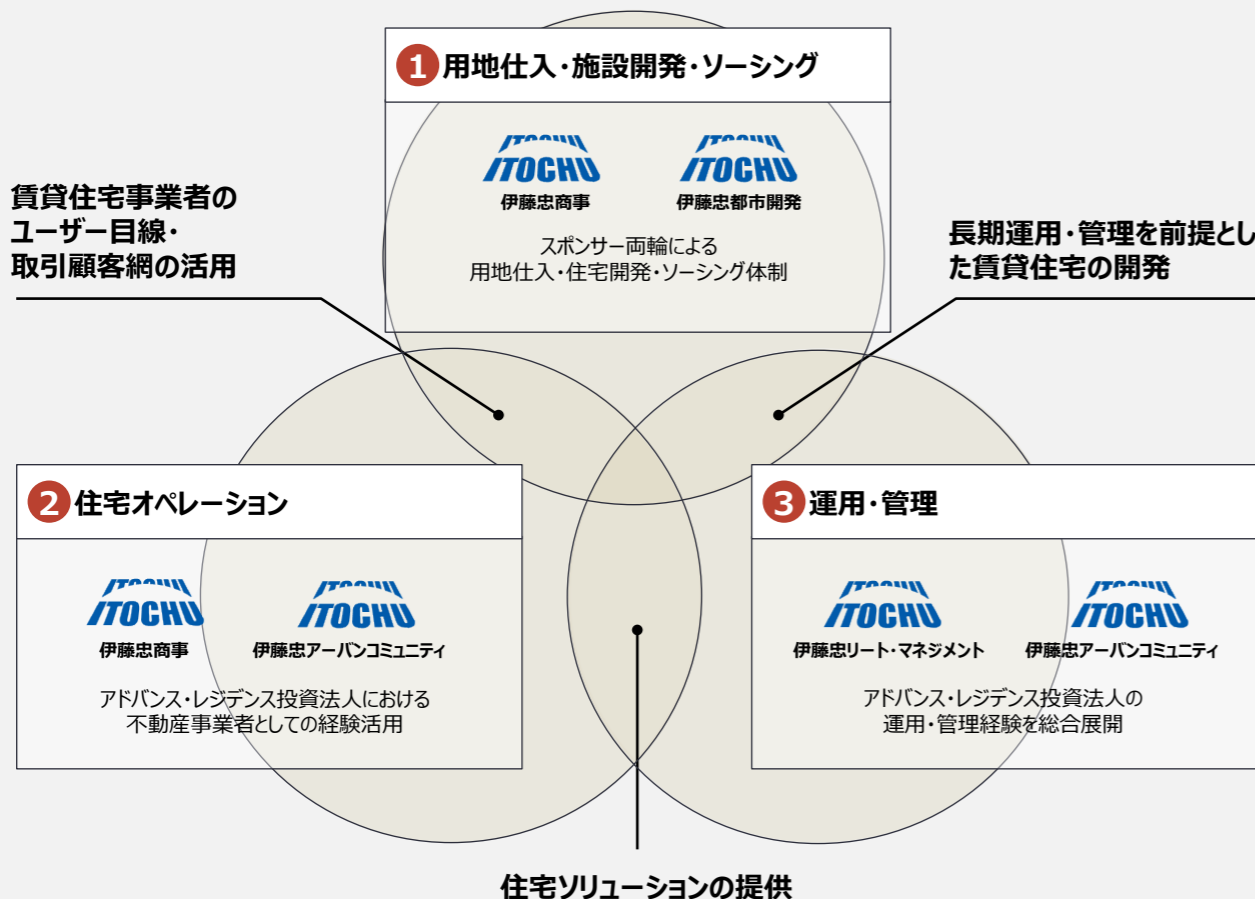 1 用地仕入・施設開発・ソーシング
ITOCHU ITOCHU
伊藤忠商事 伊藤忠都市開発
スポンサー両輪による
用地仕入・住宅開発・ソーシング体制
賃貸住宅事業者の
ユーザー目線・
取引顧客網の活用
長期運用・管理を前提とし
た賃貸住宅の開発
2 住宅オペレーション
ITOCHU ITOCHU
伊藤忠商事 伊藤忠アーバンコミュニティ
アドバンス・レジデンス投資法人における
不動産事業者としての経験活用
3 運用・管理
ITOCHU ITOCHU
伊藤忠リート・マネジメント 伊藤忠アーバンコミュニティ
アドバンス・レジデンス投資法人の
運用・管理経験を総合展開
住宅ソリューションの提供